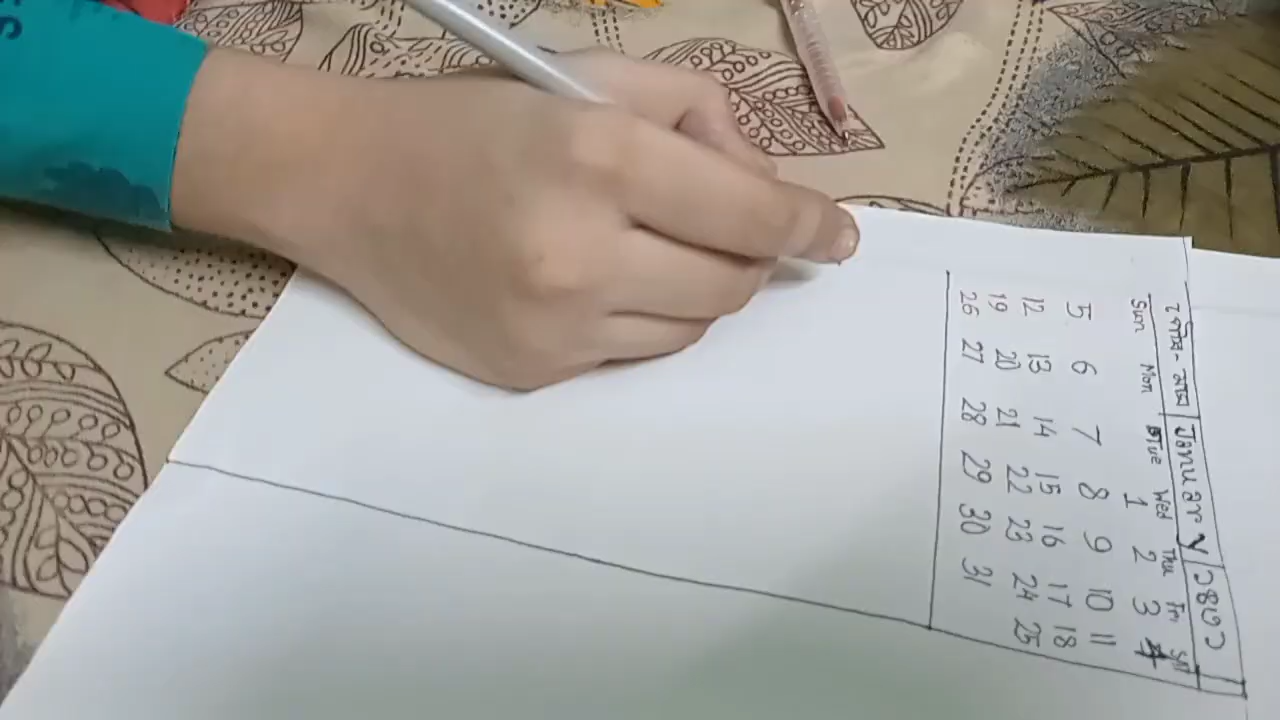 Sun Mon Tue Wed Thu Fri Sat
1 2 3 4
5 6 7 8 9 10 11
12 13 14 15 16 17 18
19 20 21 22 23 24 25
26 27 28 29 30 31